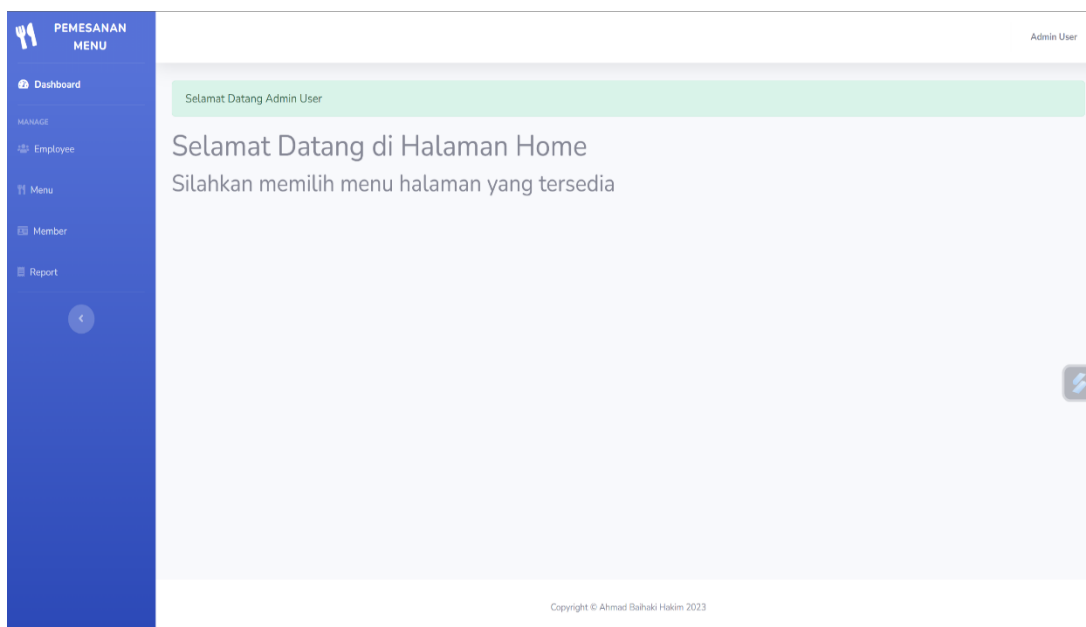 PEMESANAN
MENU
Admin User
Dashboard
Selamat Datang Admin User
MANAGE
Employee
Menu
Member
Report
Selamat Datang di Halaman Home
Silahkan memilih menu halaman yang tersedia
Copyright © Ahmad Baihaki Hakim 2023